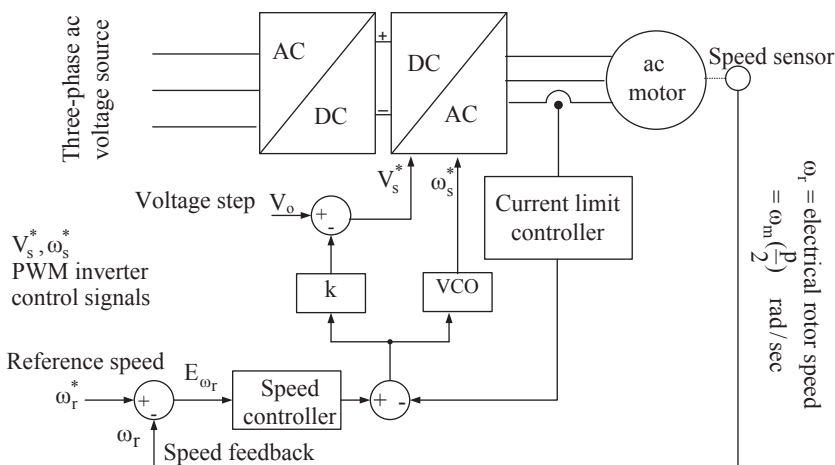 Three-phase ac
voltage source
AC
DC
+
−
DC
AC
ac
motor
Speed sensor
V_s^*
ω_s^*
Voltage step
V_o
+
-
Current limit
controller
V_s^*, ω_s^*
PWM inverter
control signals
k
VCO
ω_r = electrical rotor speed
= ω_m(p/2) rad/sec
Reference speed
ω_r^*
+
-
E_ω_r
Speed
controller
+
-
ω_r
Speed feedback